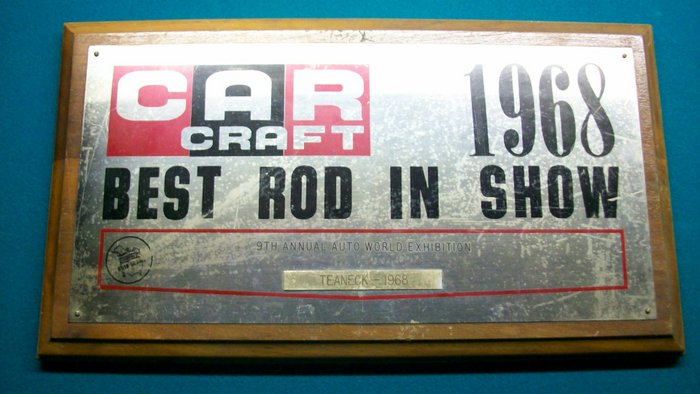 CAR
CRAFT
1968
BEST ROD IN SHOW
9TH ANNUAL AUTO WORLD EXHIBITION
TEANECK - 1968